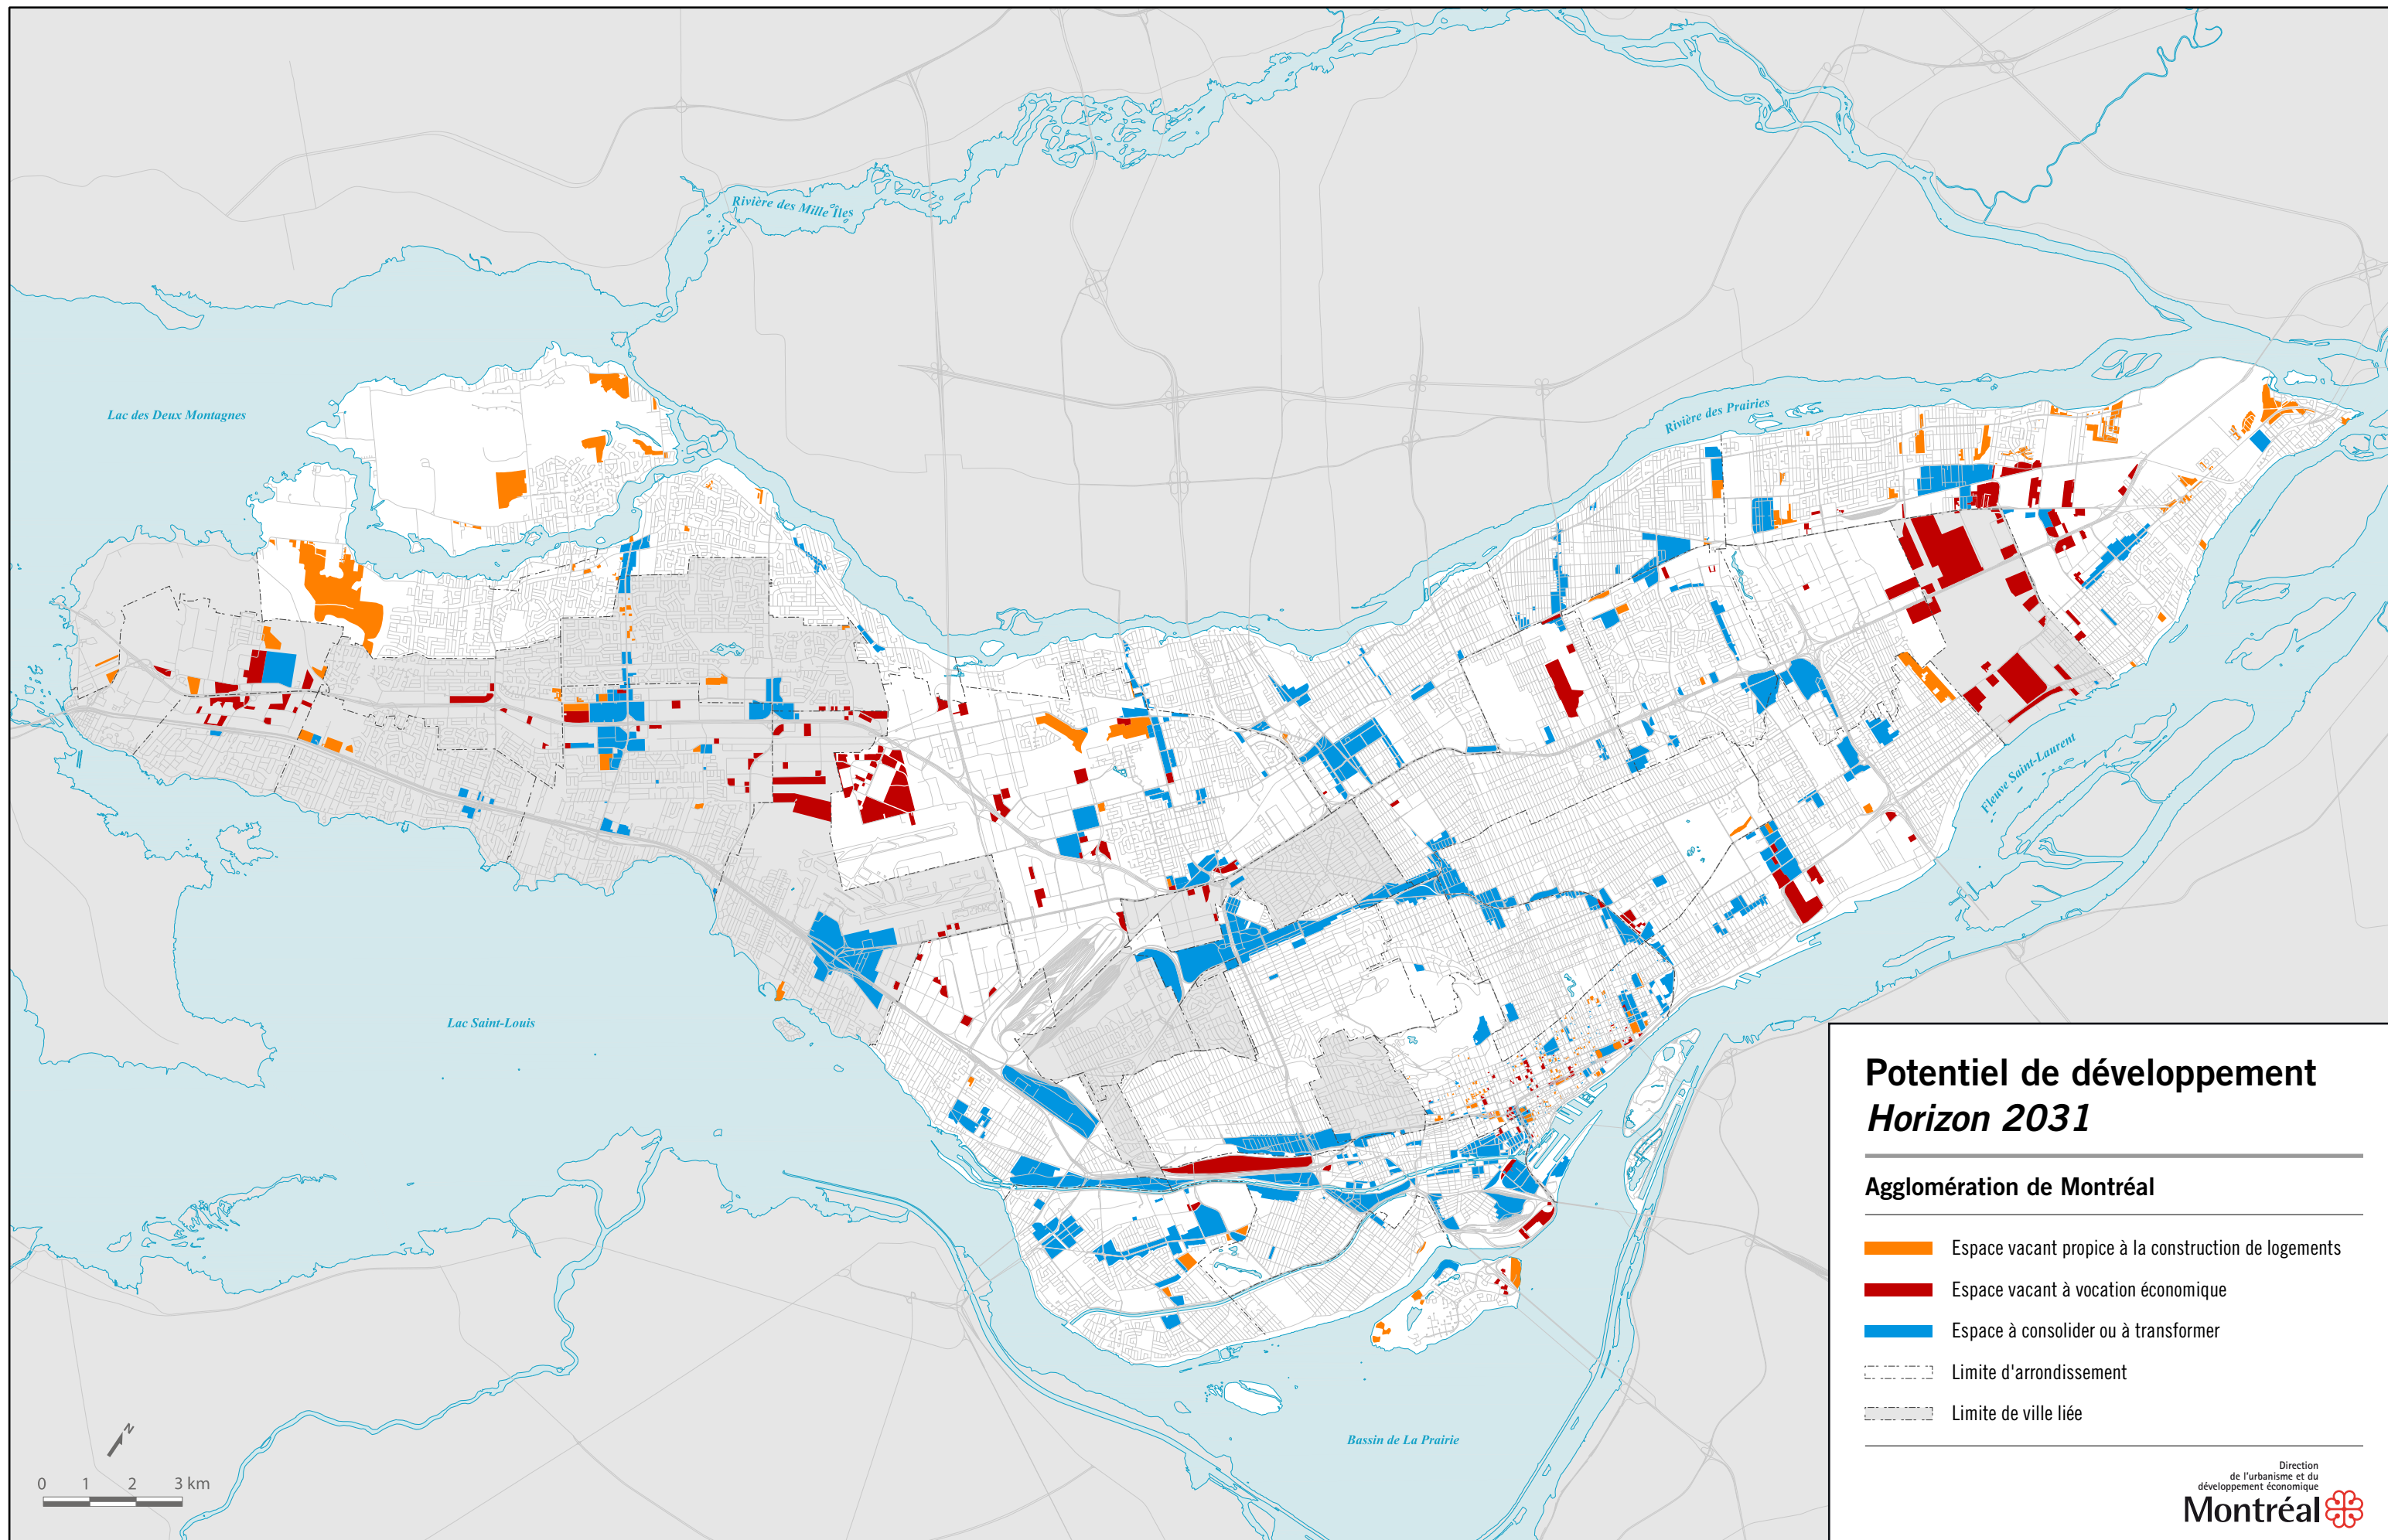 Rivière des Mille Îles
Lac des Deux Montagnes
Rivière des Prairies
Fleuve Saint-Laurent
Lac Saint-Louis
Bassin de La Prairie
N
0 1 2 3 km
Potentiel de développement
Horizon 2031
Agglomération de Montréal
Espace vacant propice à la construction de logements
Espace vacant à vocation économique
Espace à consolider ou à transformer
Limite d'arrondissement
Limite de ville liée
Direction
de l'urbanisme et du
développement économique
Montréal